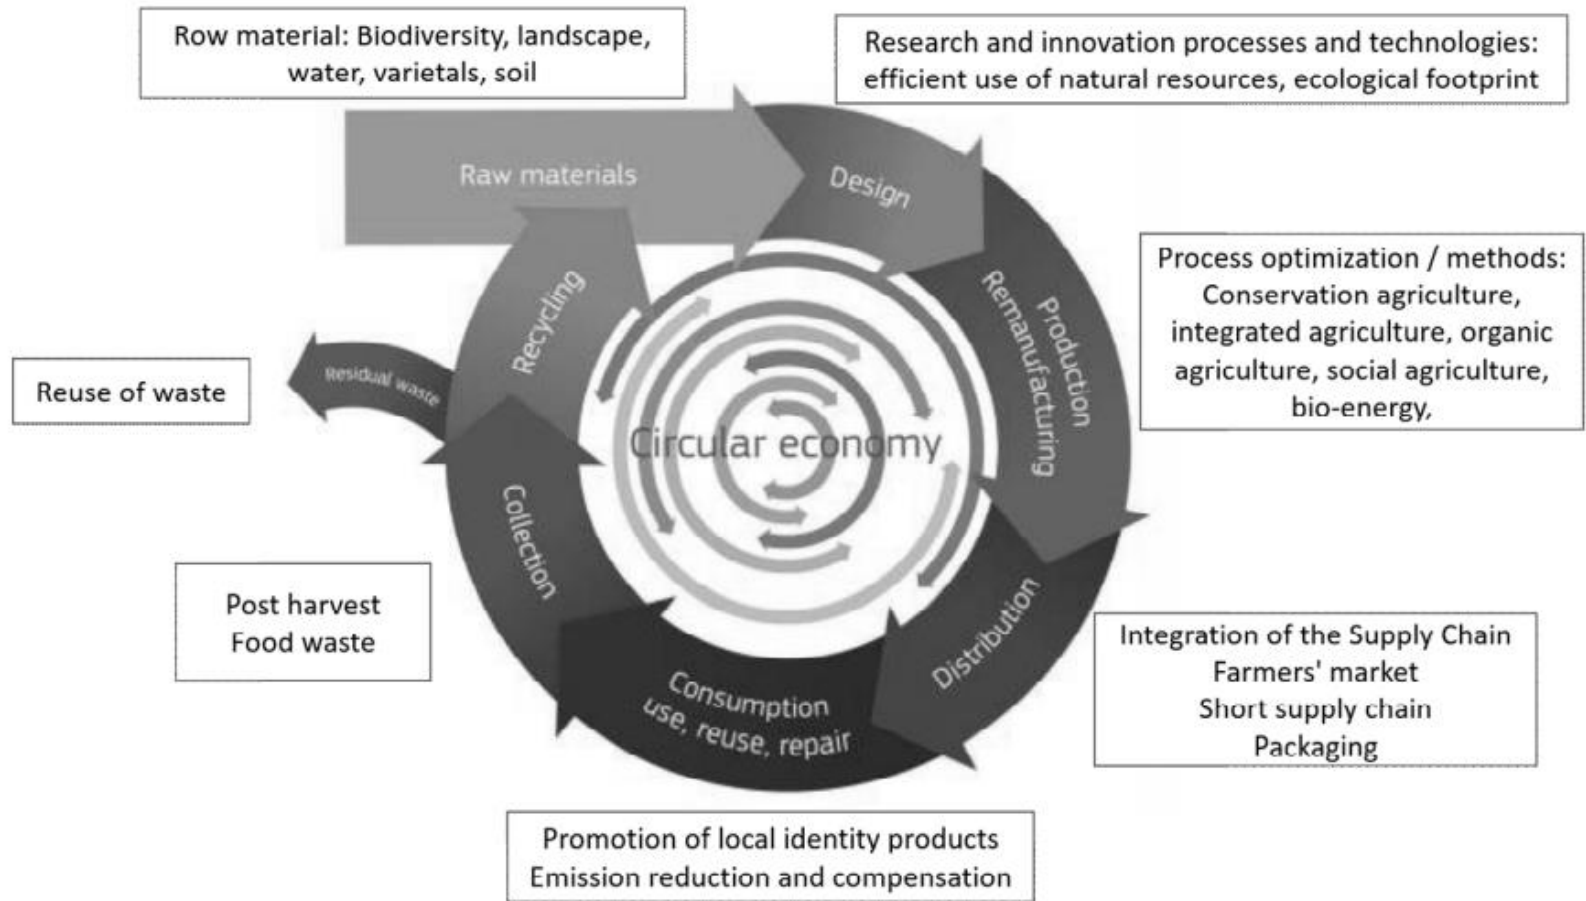 Row material: Biodiversity, landscape,
water, varietals, soil
Research and innovation processes and technologies:
efficient use of natural resources, ecological footprint
Raw materials
Design
Production
Remanufacturing
Process optimization / methods:
Conservation agriculture,
integrated agriculture, organic
agriculture, social agriculture,
bio-energy,
Recycling
Residual waste
Reuse of waste
Circular economy
Collection
Post harvest
Food waste
Distribution
Integration of the Supply Chain
Farmers' market
Short supply chain
Packaging
Consumption
use, reuse, repair
Promotion of local identity products
Emission reduction and compensation